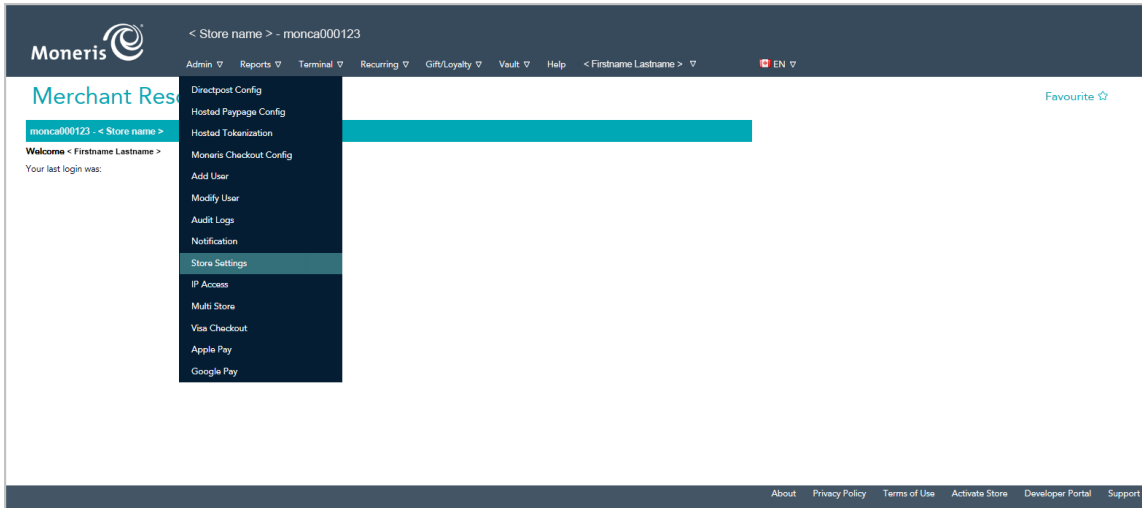 < Store name > - monca000123
Moneris
Admin Reports Terminal Recurring Gift/Loyalty Vault Help < Firstname Lastname > EN
Merchant Res
Favourite
monca000123 - < Store name >
Welcome < Firstname Lastname >
Your last login was:
Directpost Config
Hosted Paypage Config
Hosted Tokenization
Moneris Checkout Config
Add User
Modify User
Audit Logs
Notification
Store Settings
IP Access
Multi Store
Visa Checkout
Apple Pay
Google Pay
About Privacy Policy Terms of Use Activate Store Developer Portal Support